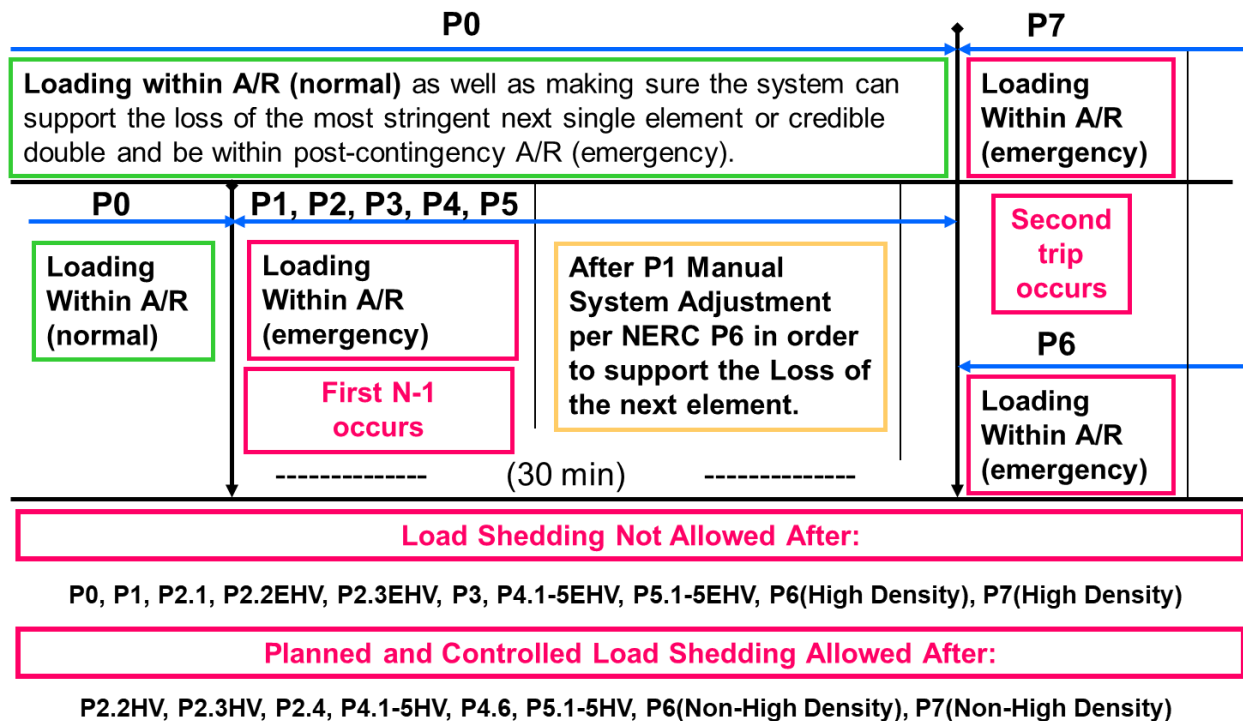 P0
P7
Loading within A/R (normal) as well as making sure the system can
support the loss of the most stringent next single element or credible
double and be within post-contingency A/R (emergency).
Loading
Within A/R
(emergency)
P0
P1, P2, P3, P4, P5
Loading
Within A/R
(normal)
Loading
Within A/R
(emergency)
First N-1
occurs
After P1 Manual
System Adjustment
per NERC P6 in order
to support the Loss of
the next element.
Second
trip
occurs
P6
Loading
Within A/R
(emergency)
-------------- (30 min) --------------
Load Shedding Not Allowed After:
P0, P1, P2.1, P2.2EHV, P2.3EHV, P3, P4.1-5EHV, P5.1-5EHV, P6(High Density), P7(High Density)
Planned and Controlled Load Shedding Allowed After:
P2.2HV, P2.3HV, P2.4, P4.1-5HV, P4.6, P5.1-5HV, P6(Non-High Density), P7(Non-High Density)